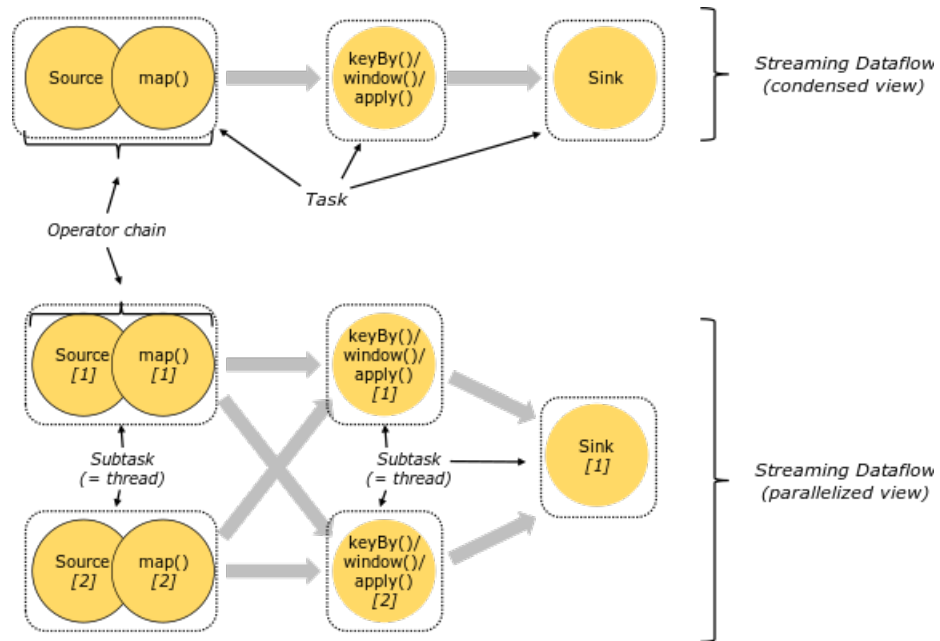 Source
map()
keyBy()/
window()/
apply()
Sink
Streaming Dataflow
(condensed view)
Task
Operator chain
Source
[1]
map()
[1]
keyBy()/
window()/
apply()
[1]
Sink
[1]
Subtask
(= thread)
Subtask
(= thread)
Streaming Dataflow
(parallelized view)
Source
[2]
map()
[2]
keyBy()/
window()/
apply()
[2]